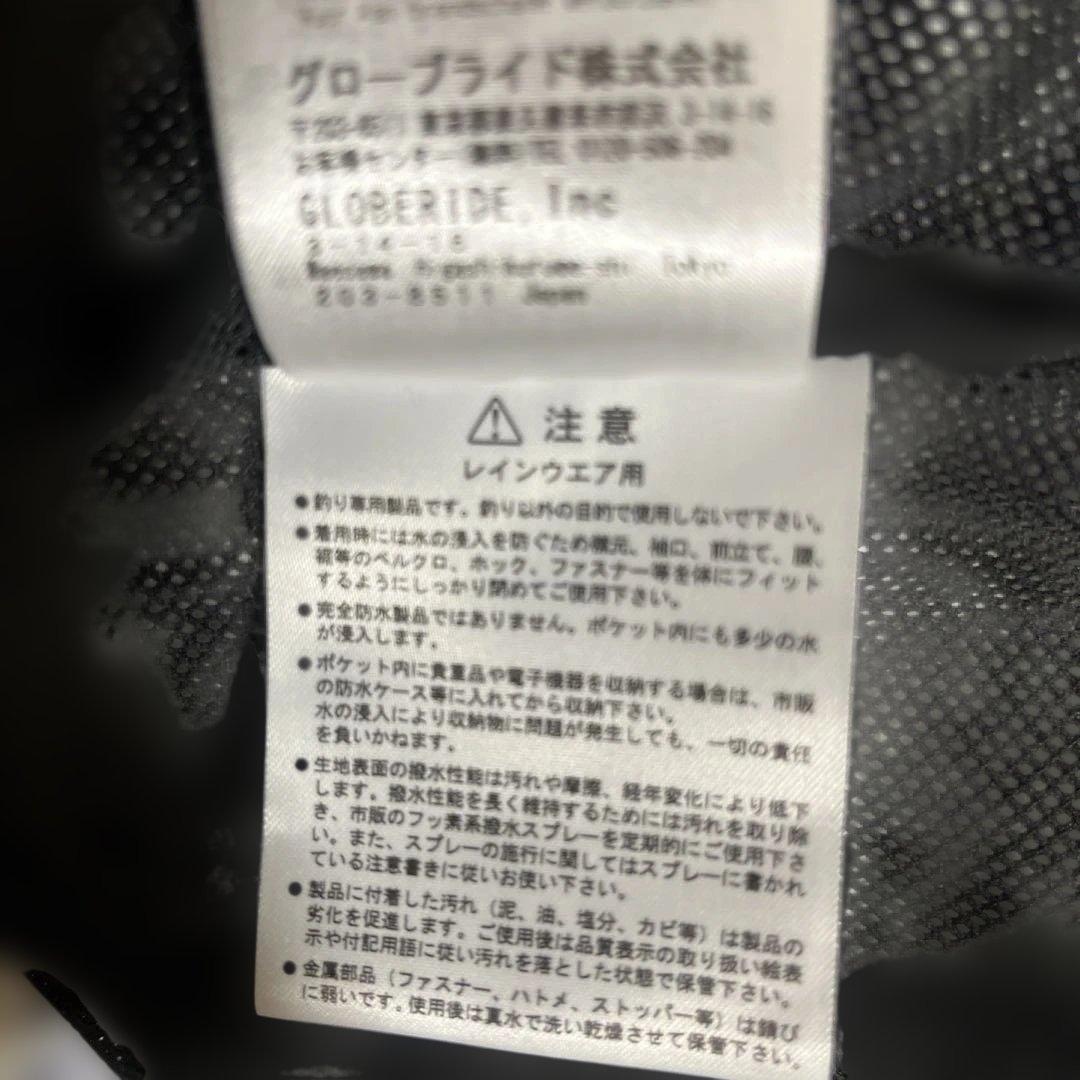 グローブライド株式会社
3-14-16
お客様センター
GLOBERIDE, Inc
3-14-16
Tokyo
203-8511 Japan
注意
レインウエア用
●釣り専用製品です。釣り以外の目的で使用しないで下さい。
●着用時には水の浸入を防ぐため襟元、袖口、前立て、腰、
裾等のベルクロ、ホック、ファスナー等を体にフィット
するようにしっかり閉めてご使用下さい。
●完全防水製品ではありません。ポケット内にも多少の水
が浸入します。
●ポケット内に貴重品や電子機器を収納する場合は、市販
の防水ケース等に入れてから収納下さい。
水の浸入により収納物に問題が発生しても、一切の責任
を負いかねます。
●生地表面の撥水性能は汚れや摩擦、経年変化により低下
します。撥水性能を長く維持するためには汚れを取り除
き、市販のフッ素系撥水スプレーを定期的にご使用下さ
い。また、スプレーの施行に関してはスプレーに書かれ
ている注意書きに従いお使い下さい。
●製品に付着した汚れ（泥、油、塩分、カビ等）は製品の
劣化を促進します。ご使用後は品質表示の取り扱い絵表
示や付記用語に従い汚れを落とした状態で保管下さい。
●金属部品（ファスナー、ハトメ、ストッパー等）は錆び
に弱いです。使用後は真水で洗い乾燥させて保管下さい。